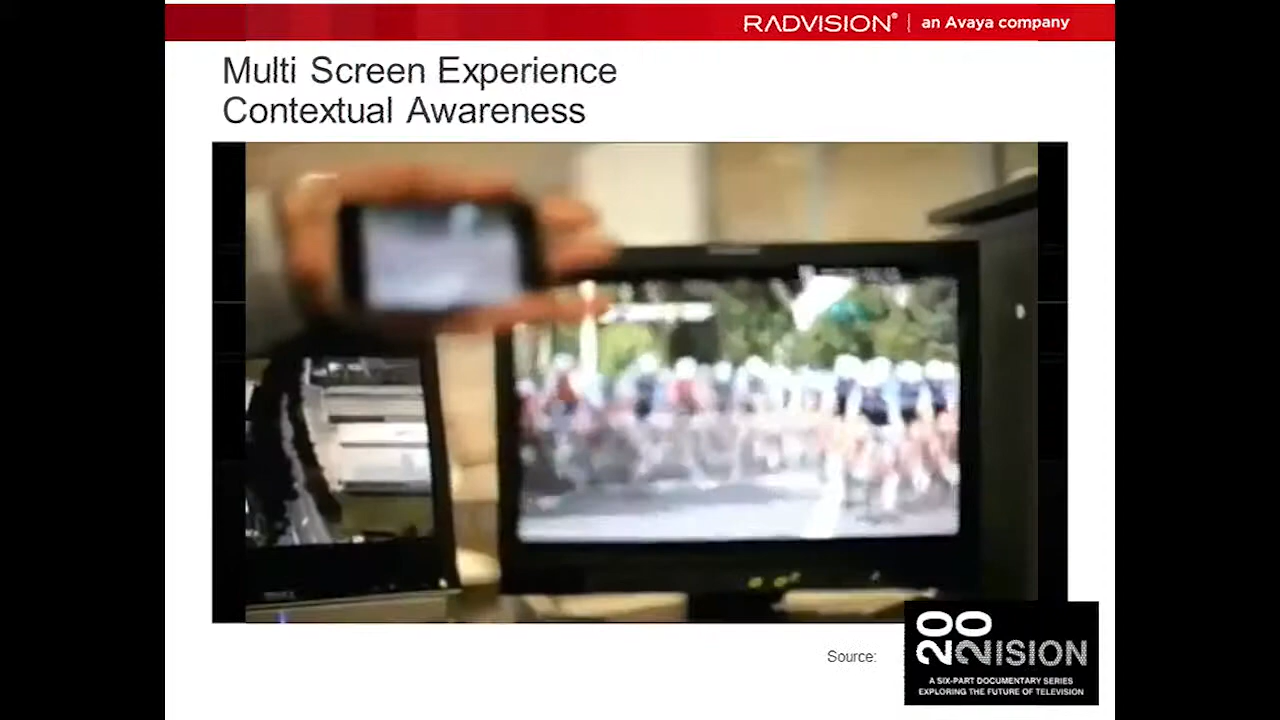 RADVISION® | an Avaya company
Multi Screen Experience
Contextual Awareness
Source:
2020VISION
A SIX-PART DOCUMENTARY SERIES
EXPLORING THE FUTURE OF TELEVISION